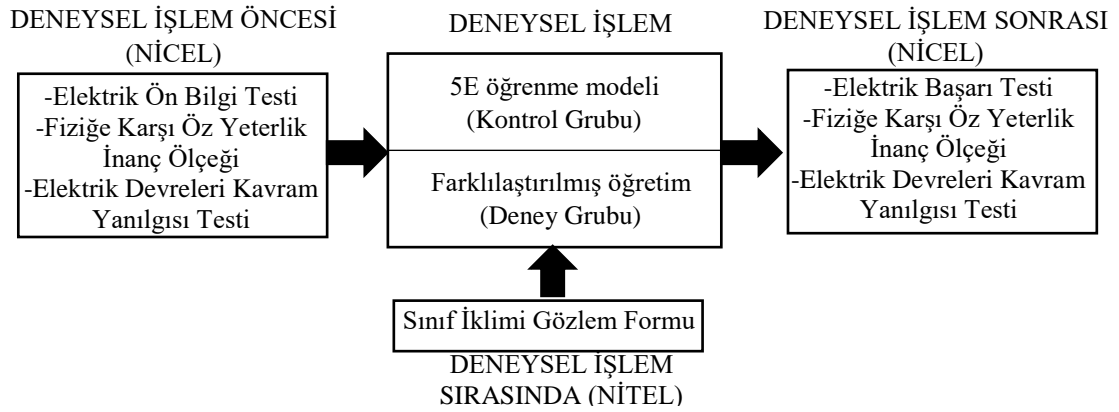 DENEYSEL İŞLEM ÖNCESİ
(NİCEL)
-Elektrik Ön Bilgi Testi
-Fiziğe Karşı Öz Yeterlik
İnanç Ölçeği
-Elektrik Devreleri Kavram
Yanılgısı Testi
DENEYSEL İŞLEM
5E öğrenme modeli
(Kontrol Grubu)
Farklılaştırılmış öğretim
(Deney Grubu)
DENEYSEL İŞLEM SONRASI
(NİCEL)
-Elektrik Başarı Testi
-Fiziğe Karşı Öz Yeterlik
İnanç Ölçeği
-Elektrik Devreleri Kavram
Yanılgısı Testi
Sınıf İklimi Gözlem Formu
DENEYSEL İŞLEM
SIRASINDA (NİTEL)